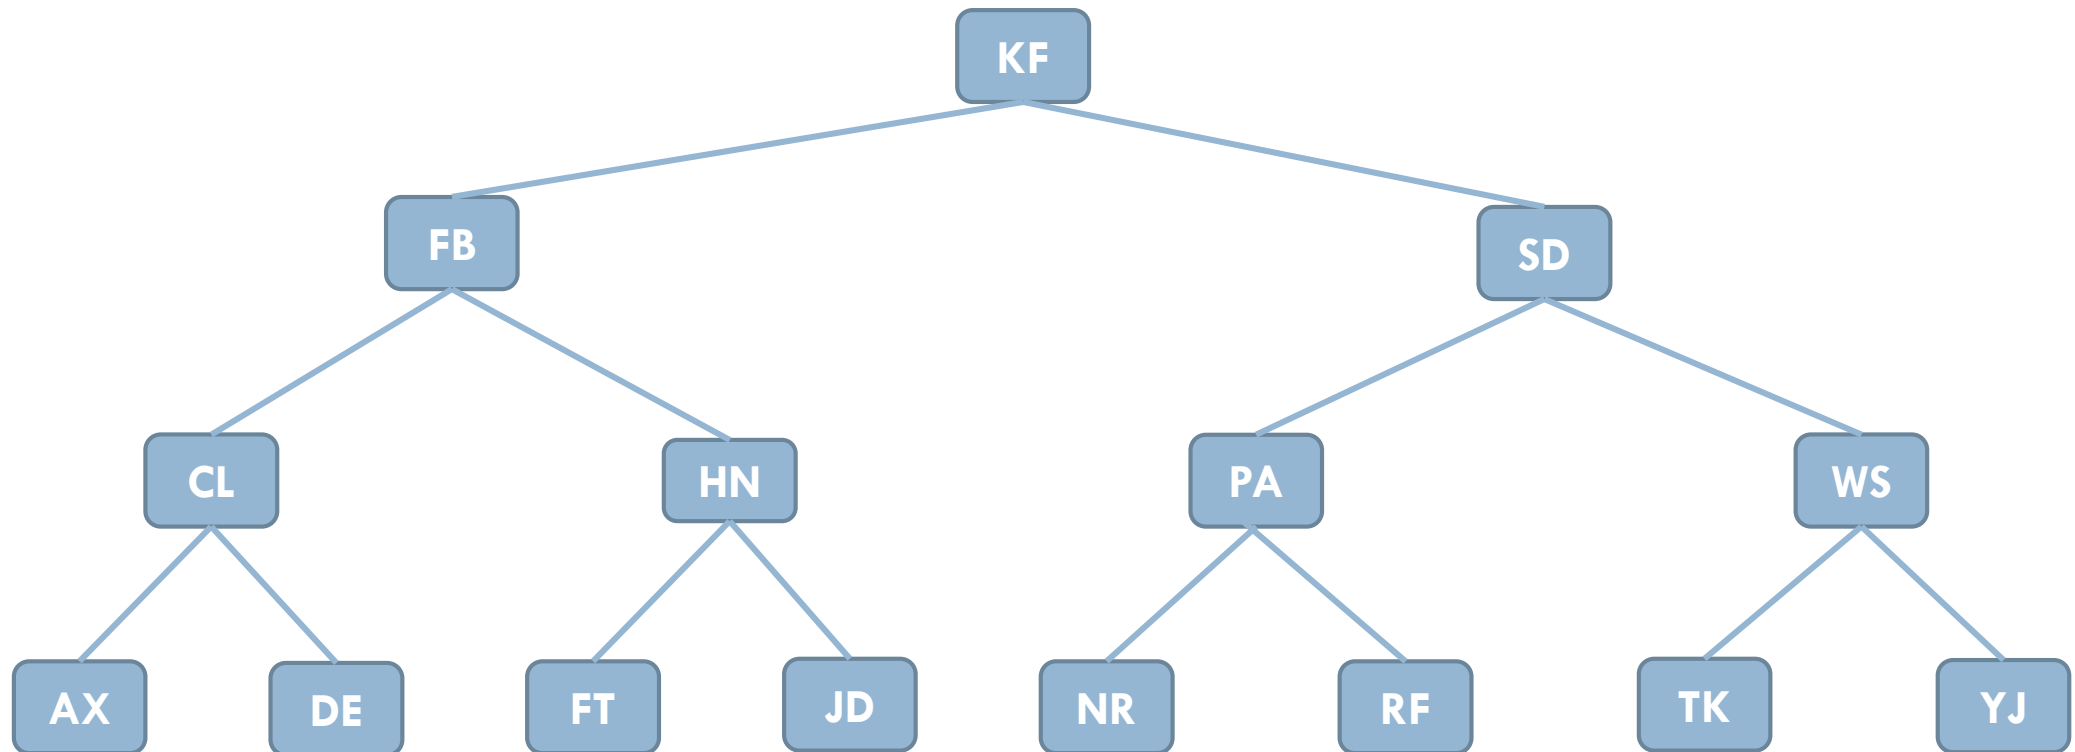 KF
FB
SD
CL
HN
PA
WS
AX
DE
FT
JD
NR
RF
TK
YJ